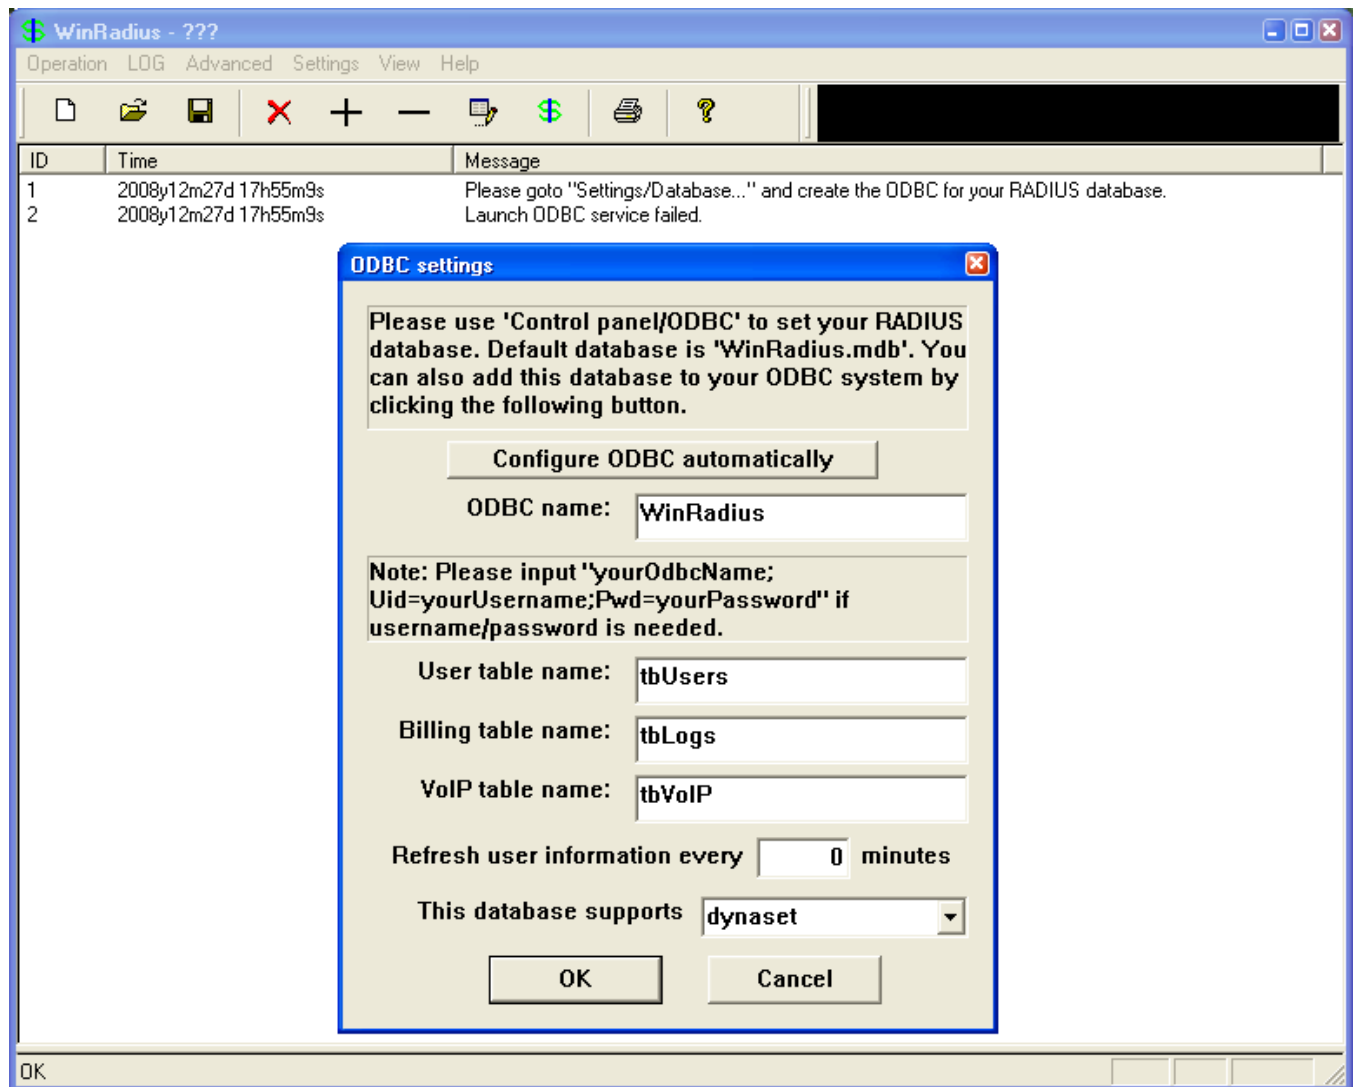 WinRadius - ???
Operation LOG Advanced Settings View Help
ID Time Message
1 2008y12m27d 17h55m9s Please goto "Settings/Database..." and create the ODBC for your RADIUS database.
2 2008y12m27d 17h55m9s Launch ODBC service failed.
ODBC settings
Please use 'Control panel/ODBC' to set your RADIUS
database. Default database is 'WinRadius.mdb'. You
can also add this database to your ODBC system by
clicking the following button.
Configure ODBC automatically
ODBC name: WinRadius
Note: Please input "yourOdbcName;
Uid=yourUsername;Pwd=yourPassword" if
username/password is needed.
User table name: tbUsers
Billing table name: tbLogs
VoIP table name: tbVoIP
Refresh user information every 0 minutes
This database supports dynaset
OK Cancel
OK